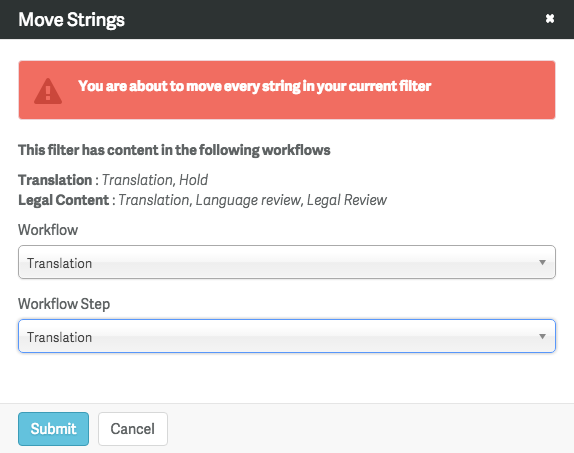 Move Strings
You are about to move every string in your current filter
This filter has content in the following workflows
Translation : Translation, Hold
Legal Content : Translation, Language review, Legal Review
Workflow
Translation
Workflow Step
Translation
Submit Cancel